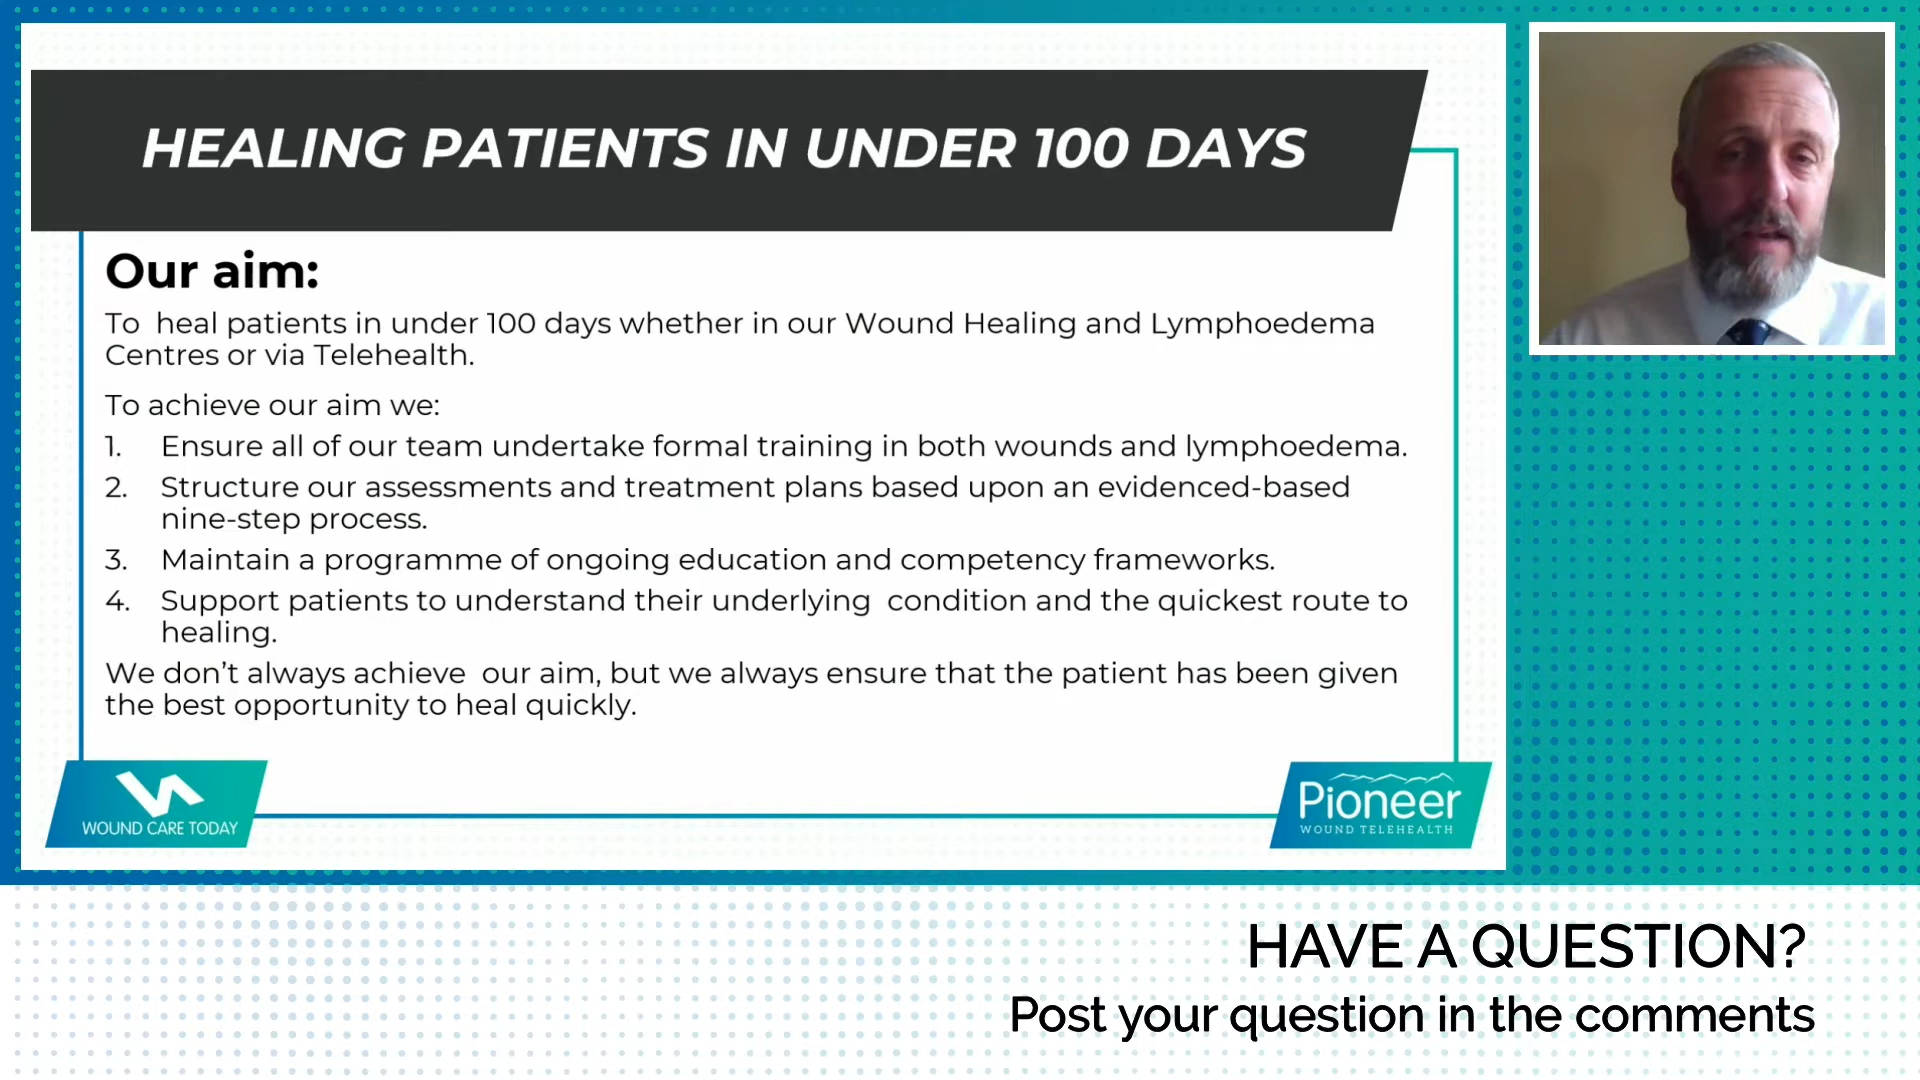 HEALING PATIENTS IN UNDER 100 DAYS
Our aim:
To heal patients in under 100 days whether in our Wound Healing and Lymphoedema
Centres or via Telehealth.
To achieve our aim we:
1. Ensure all of our team undertake formal training in both wounds and lymphoedema.
2. Structure our assessments and treatment plans based upon an evidenced-based
nine-step process.
3. Maintain a programme of ongoing education and competency frameworks.
4. Support patients to understand their underlying condition and the quickest route to
healing.
We don't always achieve our aim, but we always ensure that the patient has been given
the best opportunity to heal quickly.
WOUND CARE TODAY
Pioneer
WOUND TELEHEALTH
HAVE A QUESTION?
Post your question in the comments